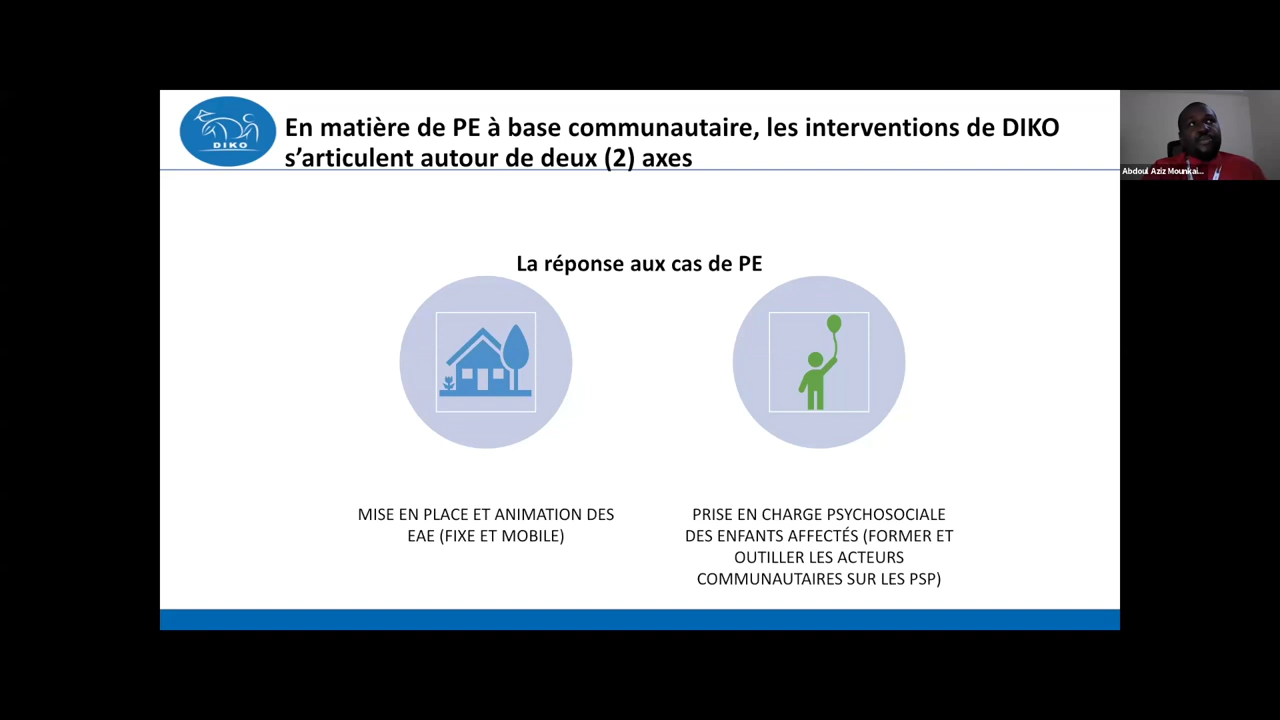 DIKO
En matière de PE à base communautaire, les interventions de DIKO
s’articulent autour de deux (2) axes
Abdoul Aziz Mounkai...
La réponse aux cas de PE
MISE EN PLACE ET ANIMATION DES
EAE (FIXE ET MOBILE)
PRISE EN CHARGE PSYCHOSOCIALE
DES ENFANTS AFFECTÉS (FORMER ET
OUTILLER LES ACTEURS
COMMUNAUTAIRES SUR LES PSP)